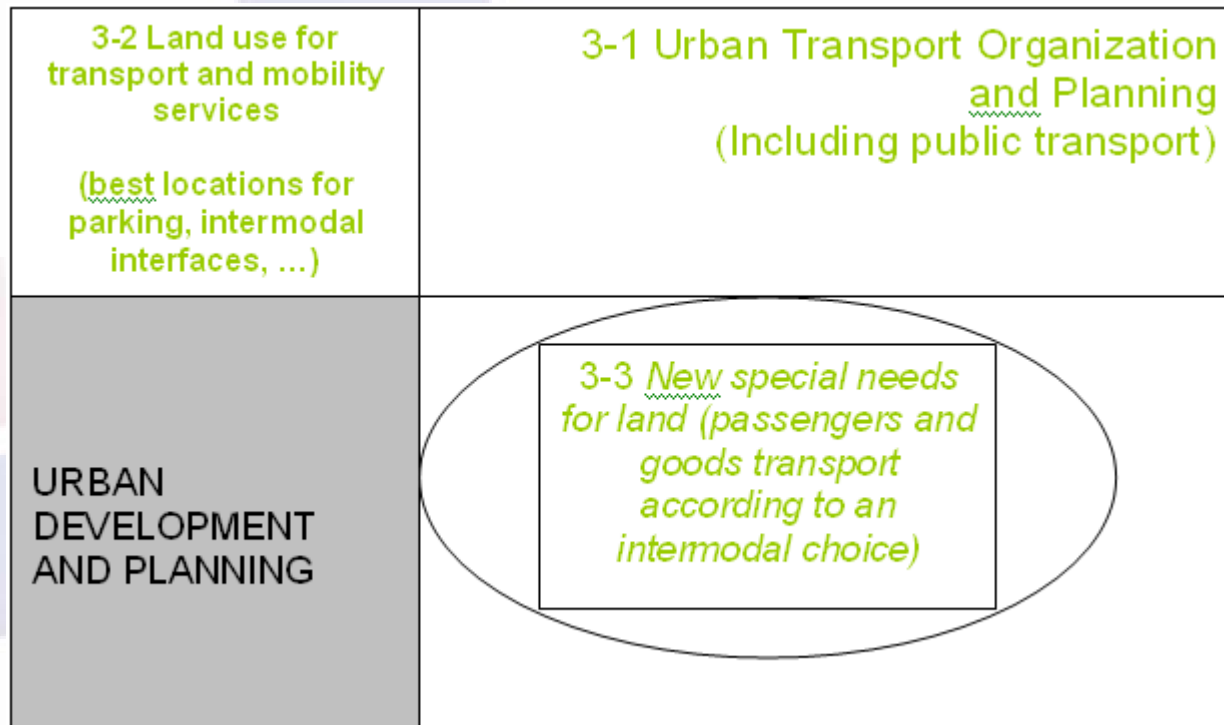 3-2 Land use for
transport and mobility
services
(best locations for
parking, intermodal
interfaces, ...)
3-1 Urban Transport Organization
and Planning
(Including public transport)
URBAN
DEVELOPMENT
AND PLANNING
3-3 New special needs
for land (passengers and
goods transport
according to an
intermodal choice)